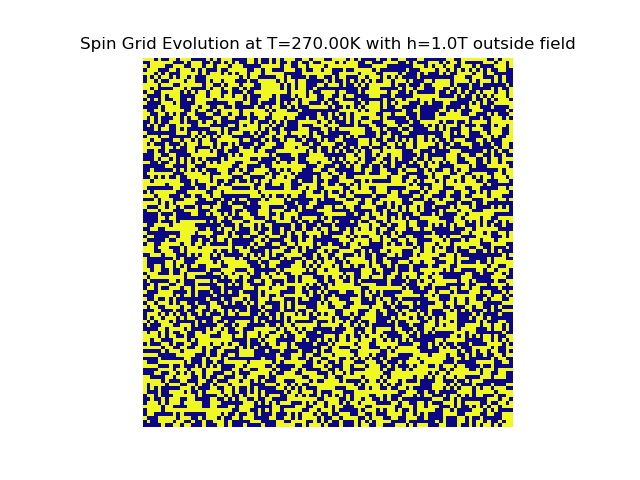 Spin Grid Evolution at T=270.00K with h=1.0T outside field